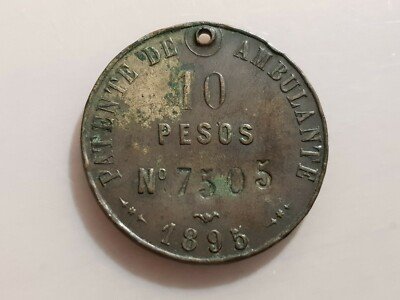 PATENTE DE AMBULANTE
10
PESOS
Nº 7505
1895